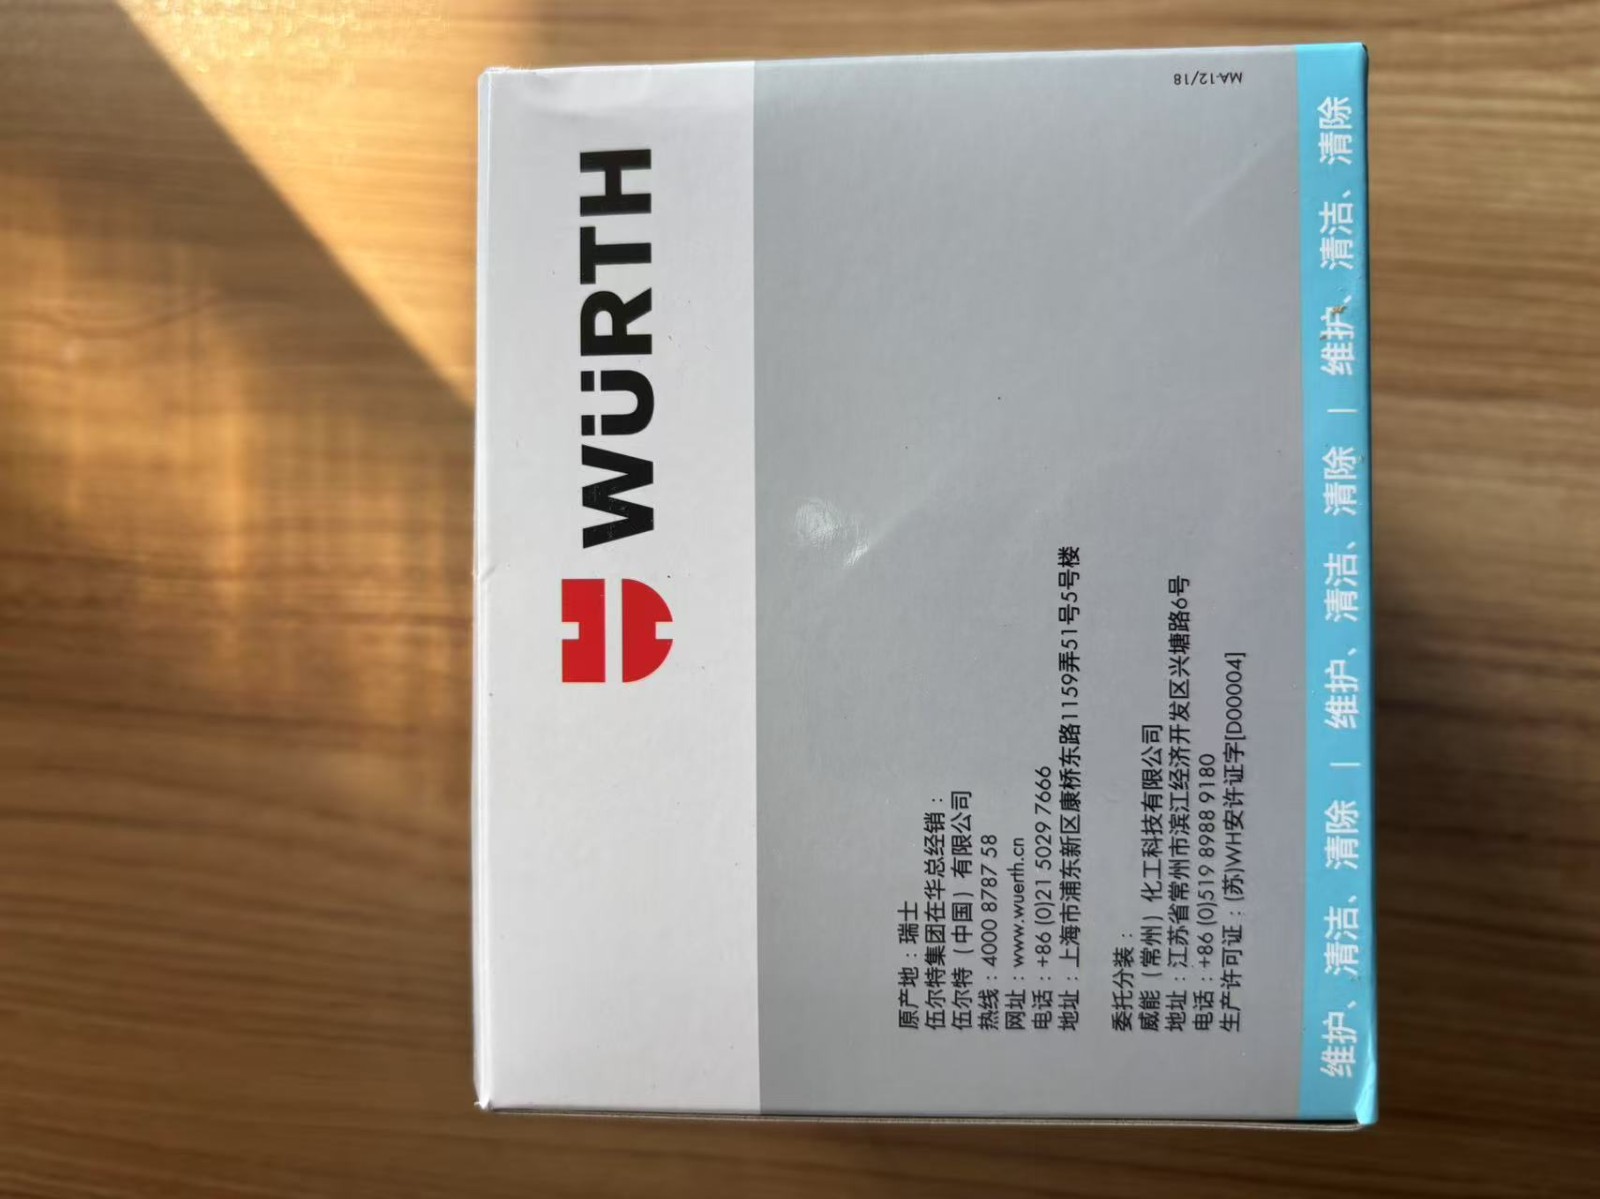 WÜRTH
原产地：瑞士
伍尔特集团在华总经销：
伍尔特（中国）有限公司
热线：4000 8787 58
网址：www.wuerth.cn
电话：+86 (0)21 5029 7666
地址：上海市浦东新区康桥东路1159弄51号5号楼
委托分装：
威能（常州）化工科技有限公司
地址：江苏省常州市滨江经济开发区兴塘路6号
电话：+86 (0)519 8988 9180
生产许可证：(苏)WH安许证字[D00004]
MA-12/18
维护、清洁、清除 | 维护、清洁、清除 | 维护、清洁、清除